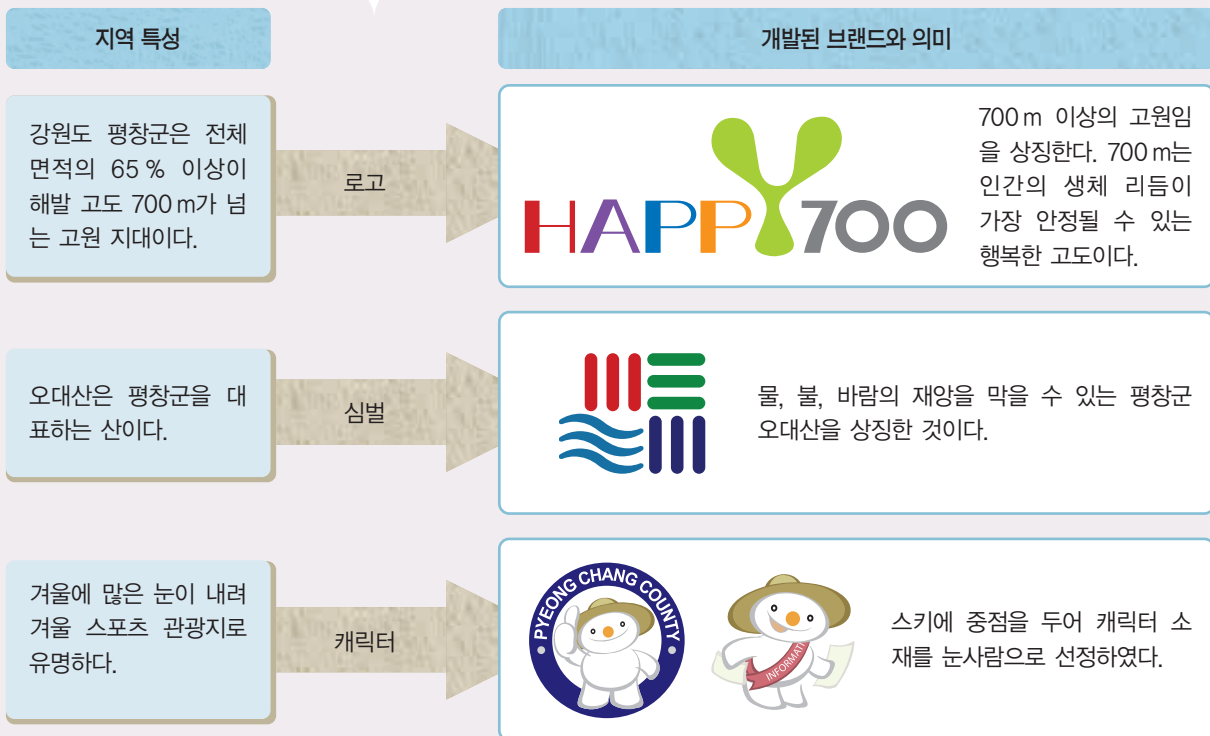 지역 특성
개발된 브랜드와 의미
강원도 평창군은 전체
면적의 65 % 이상이
해발 고도 700 m가 넘
는 고원 지대이다.
로고
HAPPY700
700 m 이상의 고원임
을 상징한다. 700 m는
인간의 생체 리듬이
가장 안정될 수 있는
행복한 고도이다.
오대산은 평창군을 대
표하는 산이다.
심벌
물, 불, 바람의 재앙을 막을 수 있는 평창군
오대산을 상징한 것이다.
겨울에 많은 눈이 내려
겨울 스포츠 관광지로
유명하다.
캐릭터
PYEONG CHANG COUNTY
INFORMATI
스키에 중점을 두어 캐릭터 소
재를 눈사람으로 선정하였다.